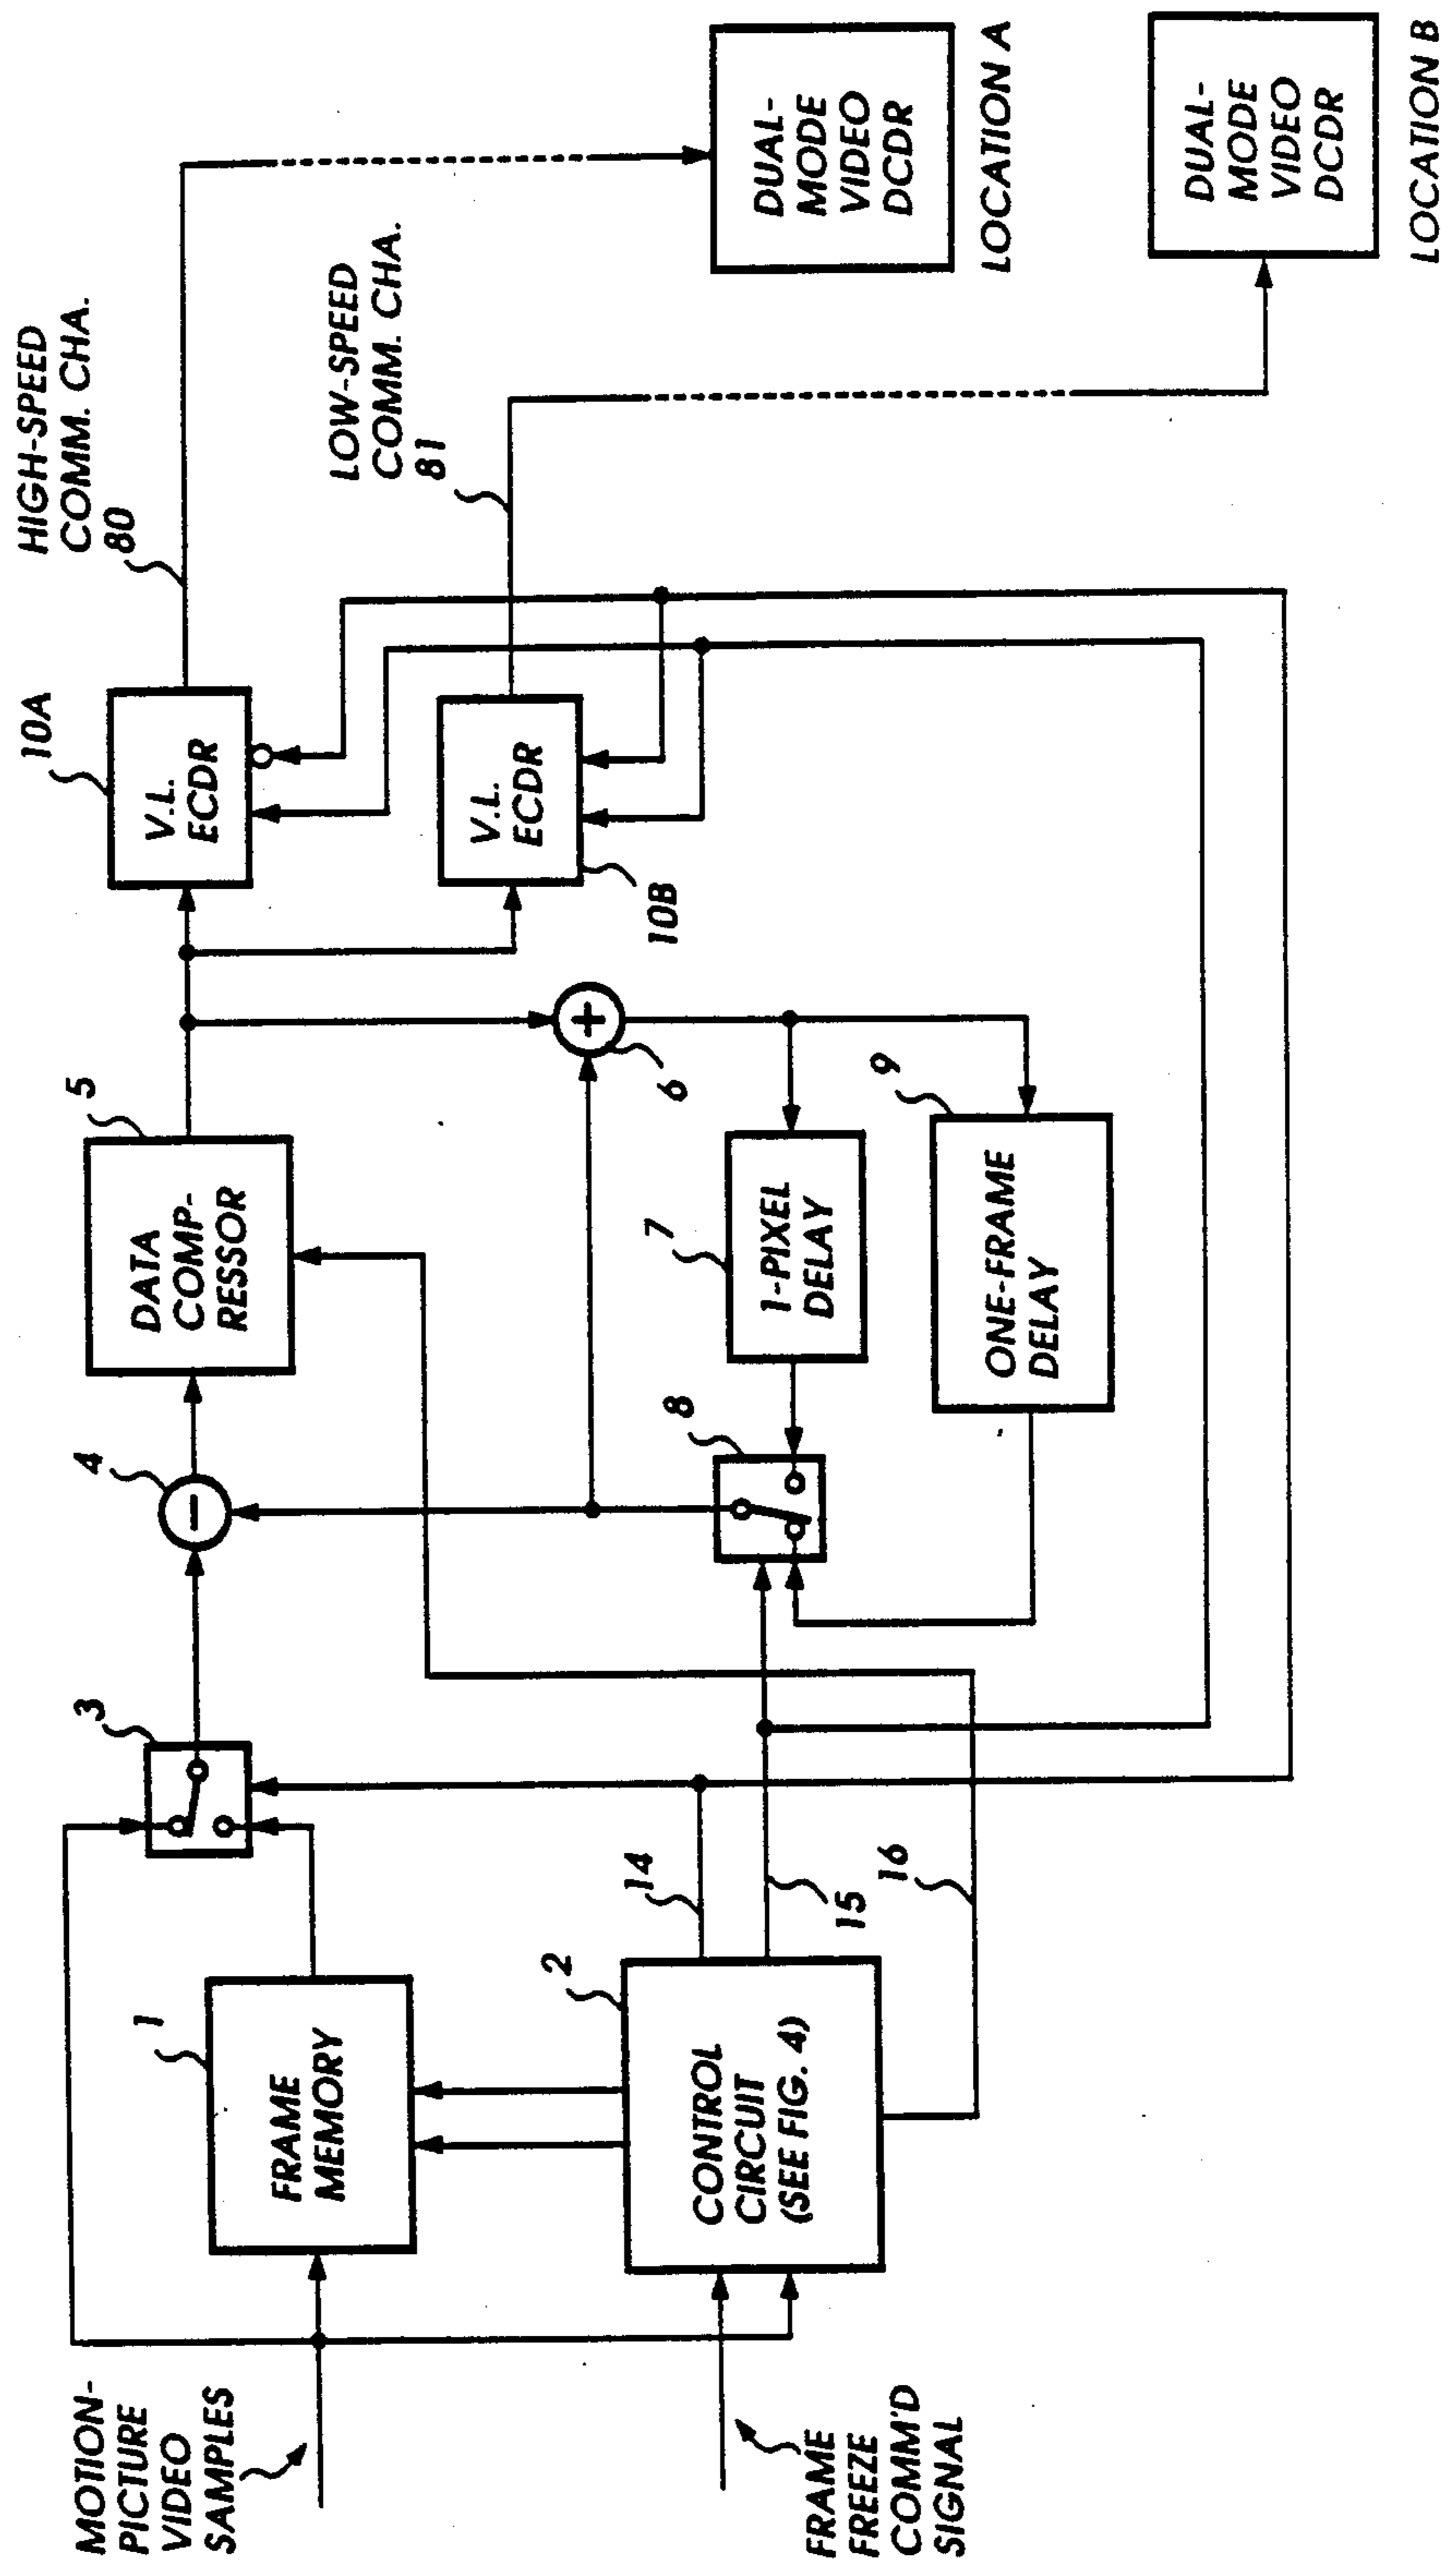 HIGH-SPEED
COMM. CHA.
80
LOW-SPEED
COMM. CHA.
81
10A
V.L.
ECDR
V.L.
ECDR
10B
DUAL-
MODE
VIDEO
DCDR
LOCATION A
DUAL-
MODE
VIDEO
DCDR
LOCATION B
5
DATA
COMP-
RESSOR
4
−
3
+
6
7
1-PIXEL
DELAY
8
9
ONE-FRAME
DELAY
14
15
16
1
FRAME
MEMORY
2
CONTROL
CIRCUIT
(SEE FIG. 4)
MOTION-
PICTURE
VIDEO
SAMPLES
FRAME
FREEZE
COMM'D
SIGNAL